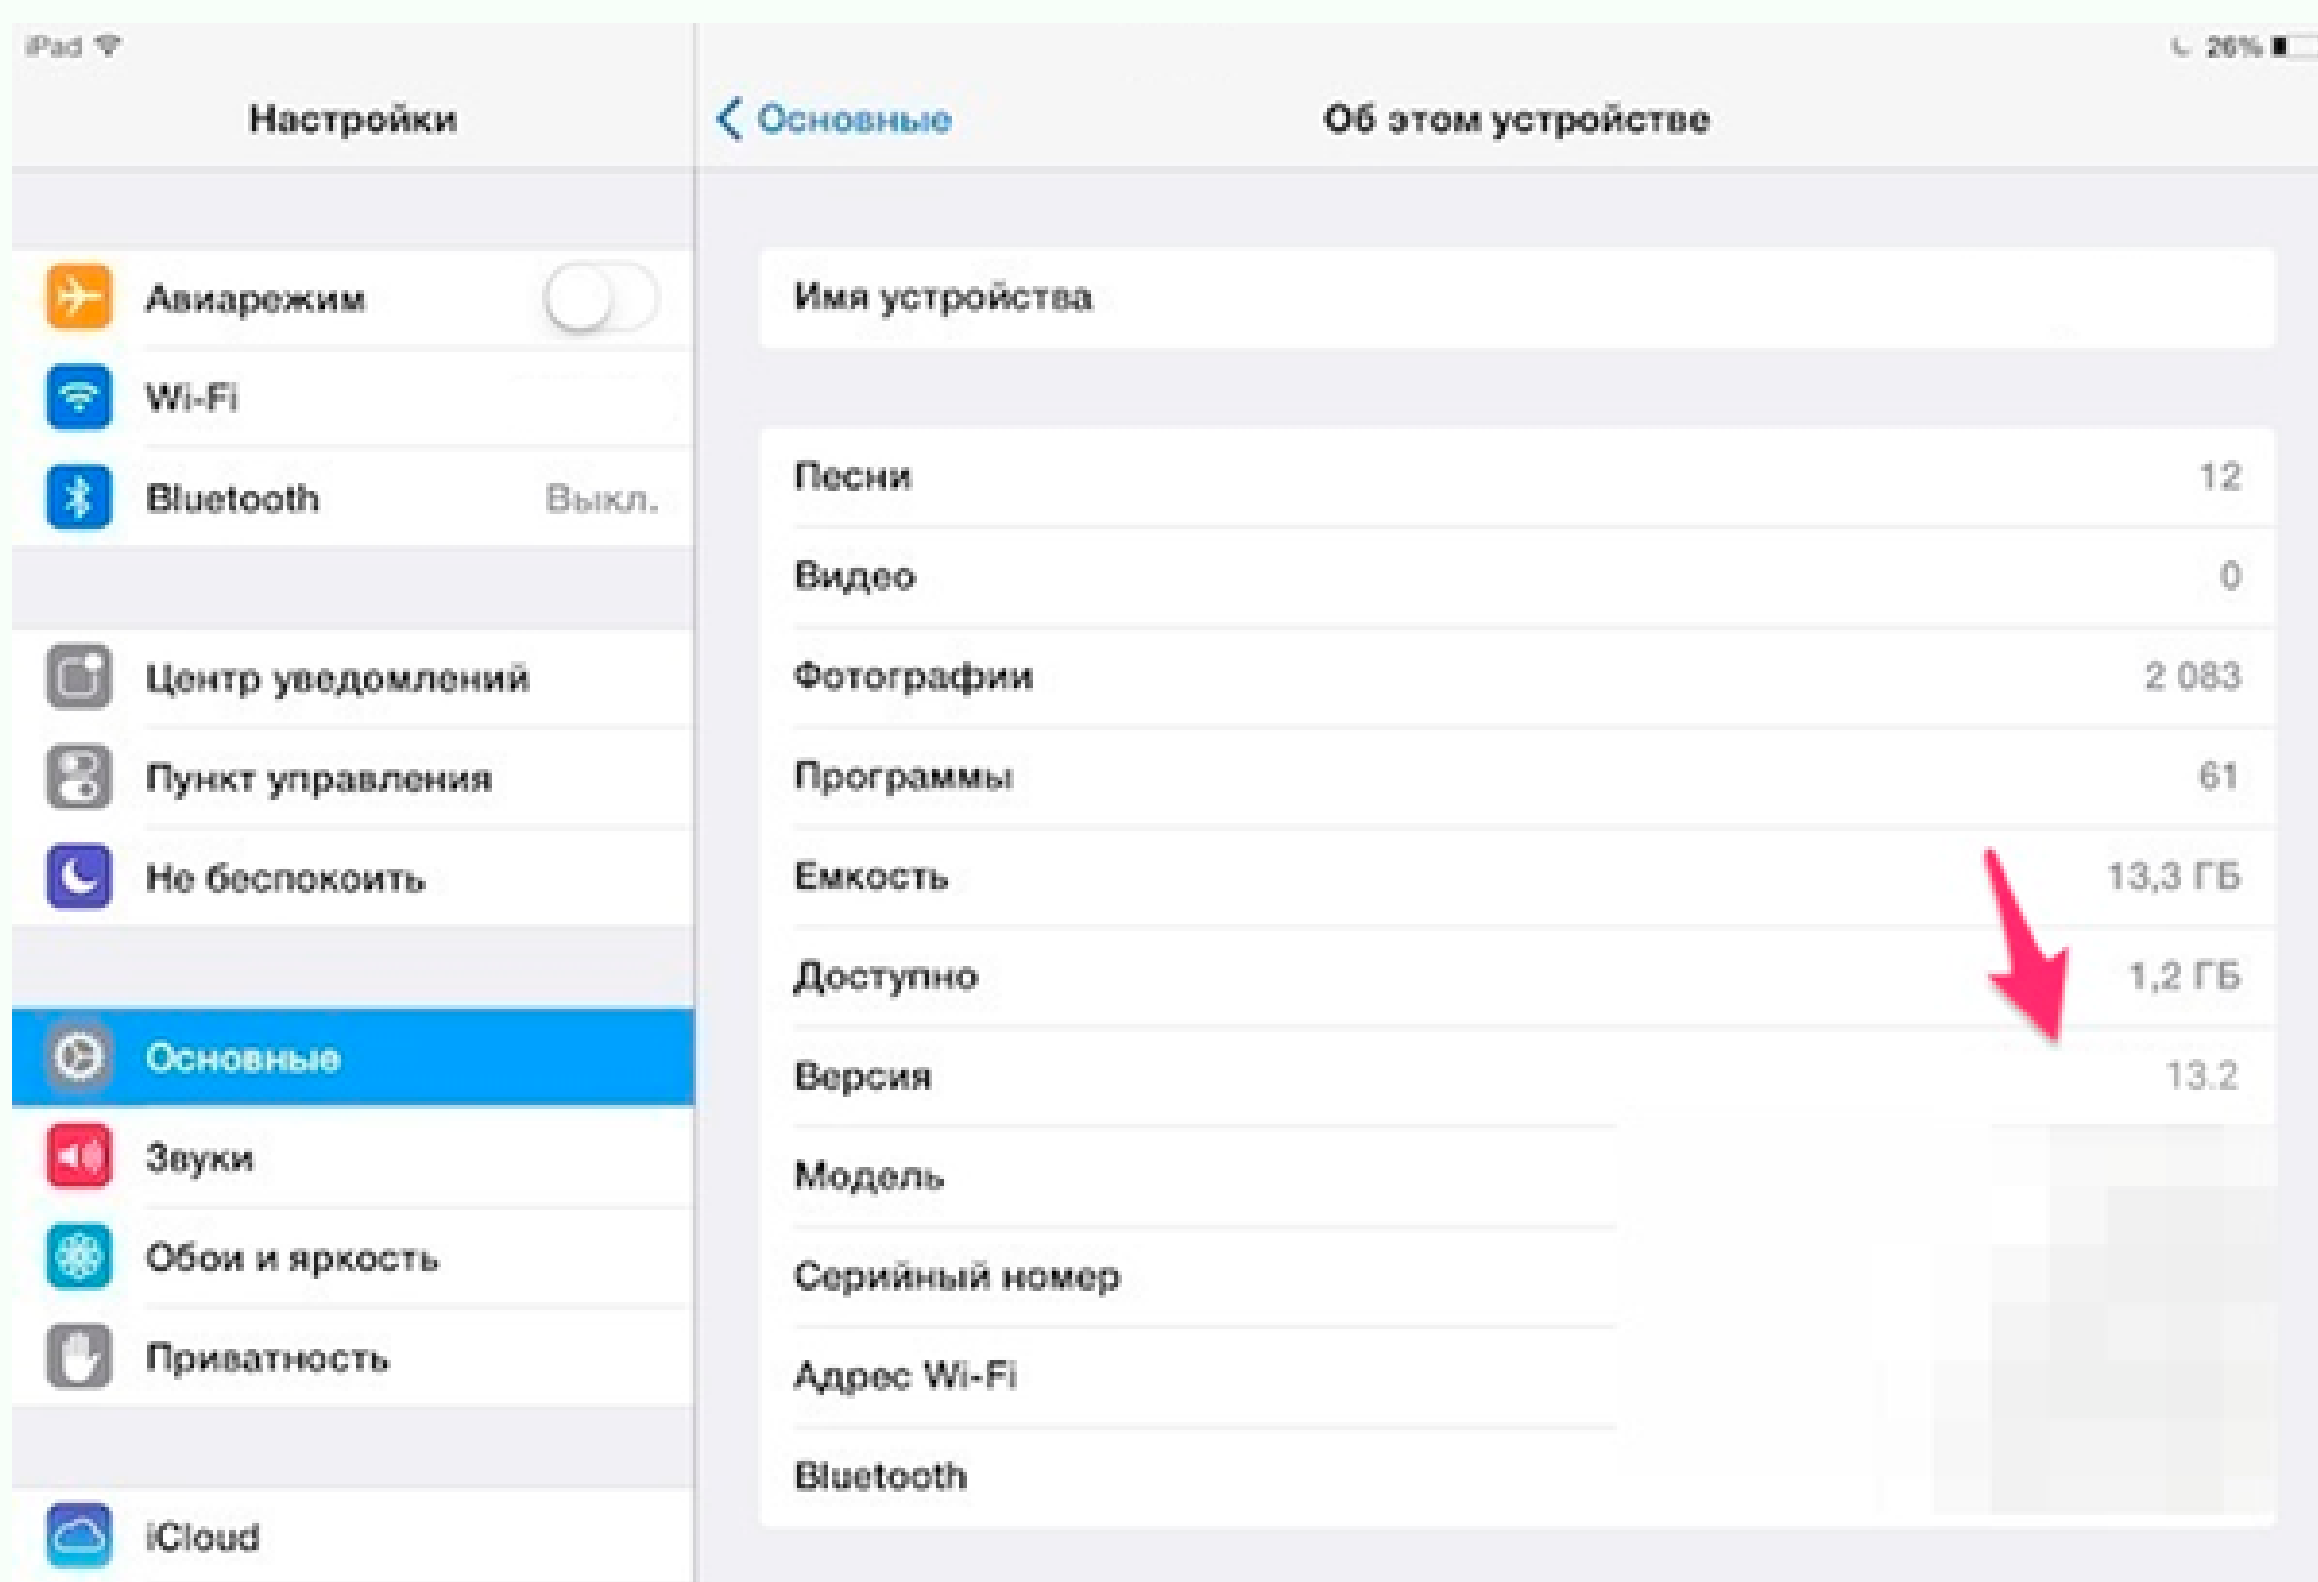 iPad
26%
Настройки
Основные
Об этом устройстве
Авиарежим
Wi-Fi
Bluetooth Выкл.
Центр уведомлений
Пункт управления
Не беспокоить
Основные
Звуки
Обои и яркость
Приватность
iCloud
Имя устройства
Песни 12
Видео 0
Фотографии 2 083
Программы 61
Емкость 13,3 ГБ
Доступно 1,2 ГБ
Версия 13.2
Модель
Серийный номер
Адрес Wi-Fi
Bluetooth